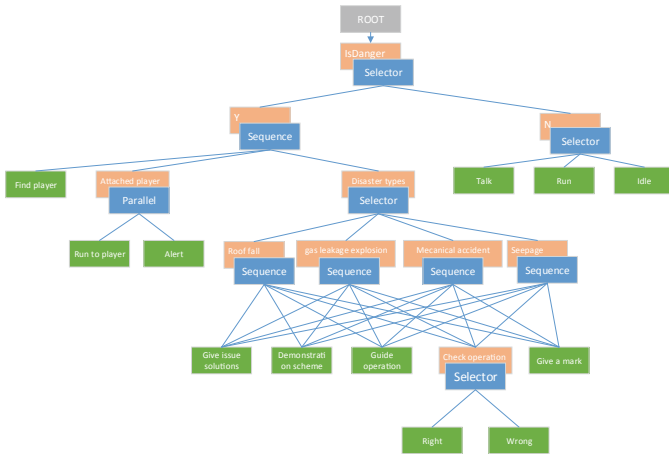 ROOT
IsDanger
Selector
Y
Sequence
N
Selector
Find player
Attached player
Parallel
Disaster types
Selector
Talk
Run
Idle
Run to player
Alert
Roof fall
Sequence
gas leakage explosion
Sequence
Mecanical accident
Sequence
Seepage
Sequence
Give issue
solutions
Demonstrati
on scheme
Guide
operation
Check operation
Selector
Give a mark
Right
Wrong